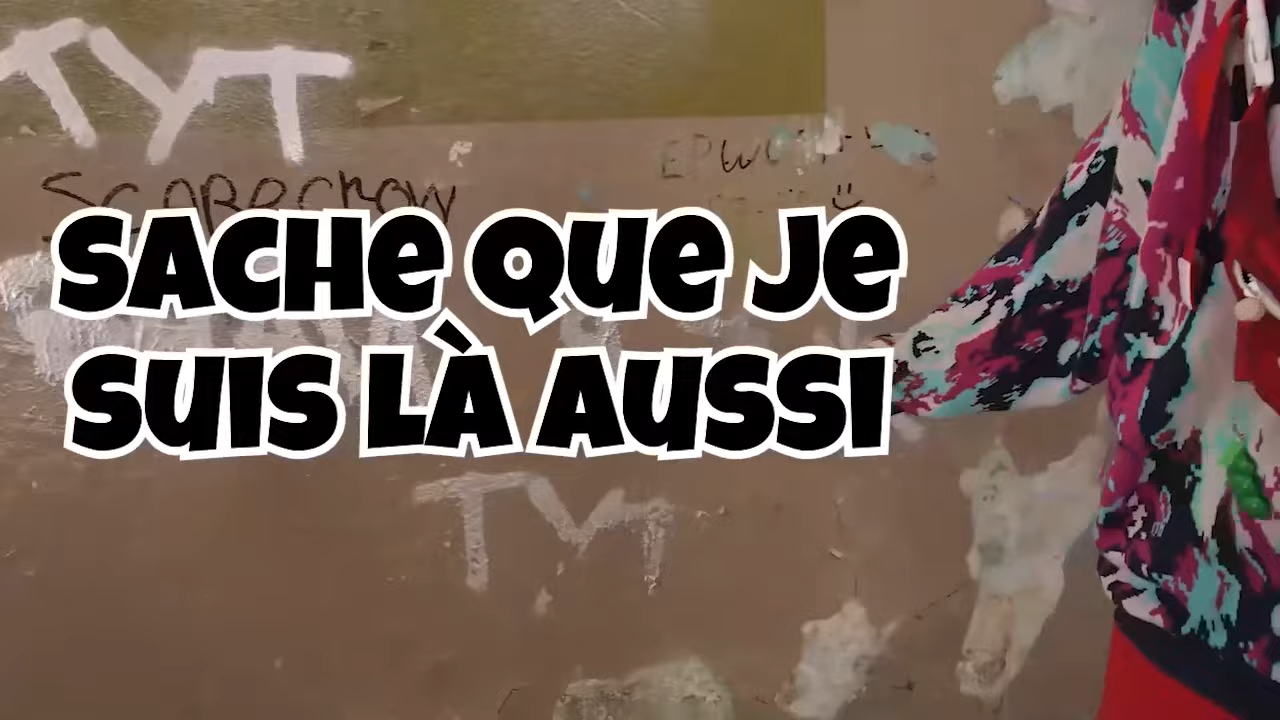 TYT
SCARECROW
SACHE QUE JE
SUIS LÀ AUSSI
TYT